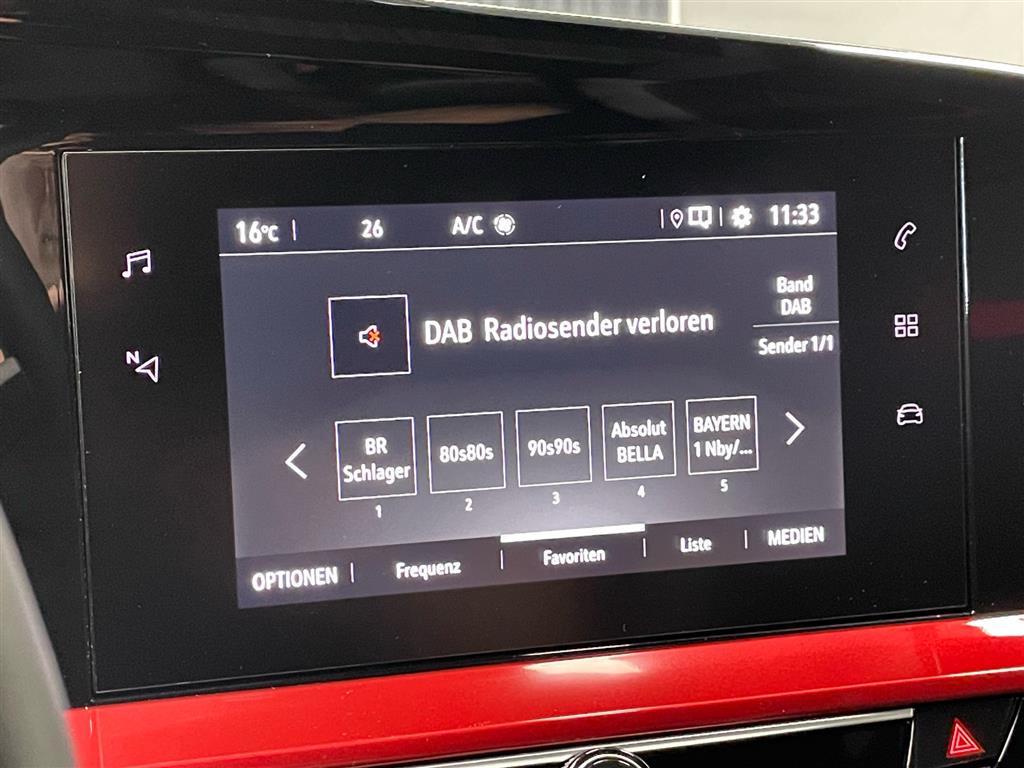 16°C 26 A/C 11:33
N
DAB Radiosender verloren
Band
DAB
Sender 1/1
BR
Schlager
80s80s
90s90s
Absolut
BELLA
BAYERN
1 Nby/...
1 2 3 4 5
OPTIONEN Frequenz Favoriten Liste MEDIEN